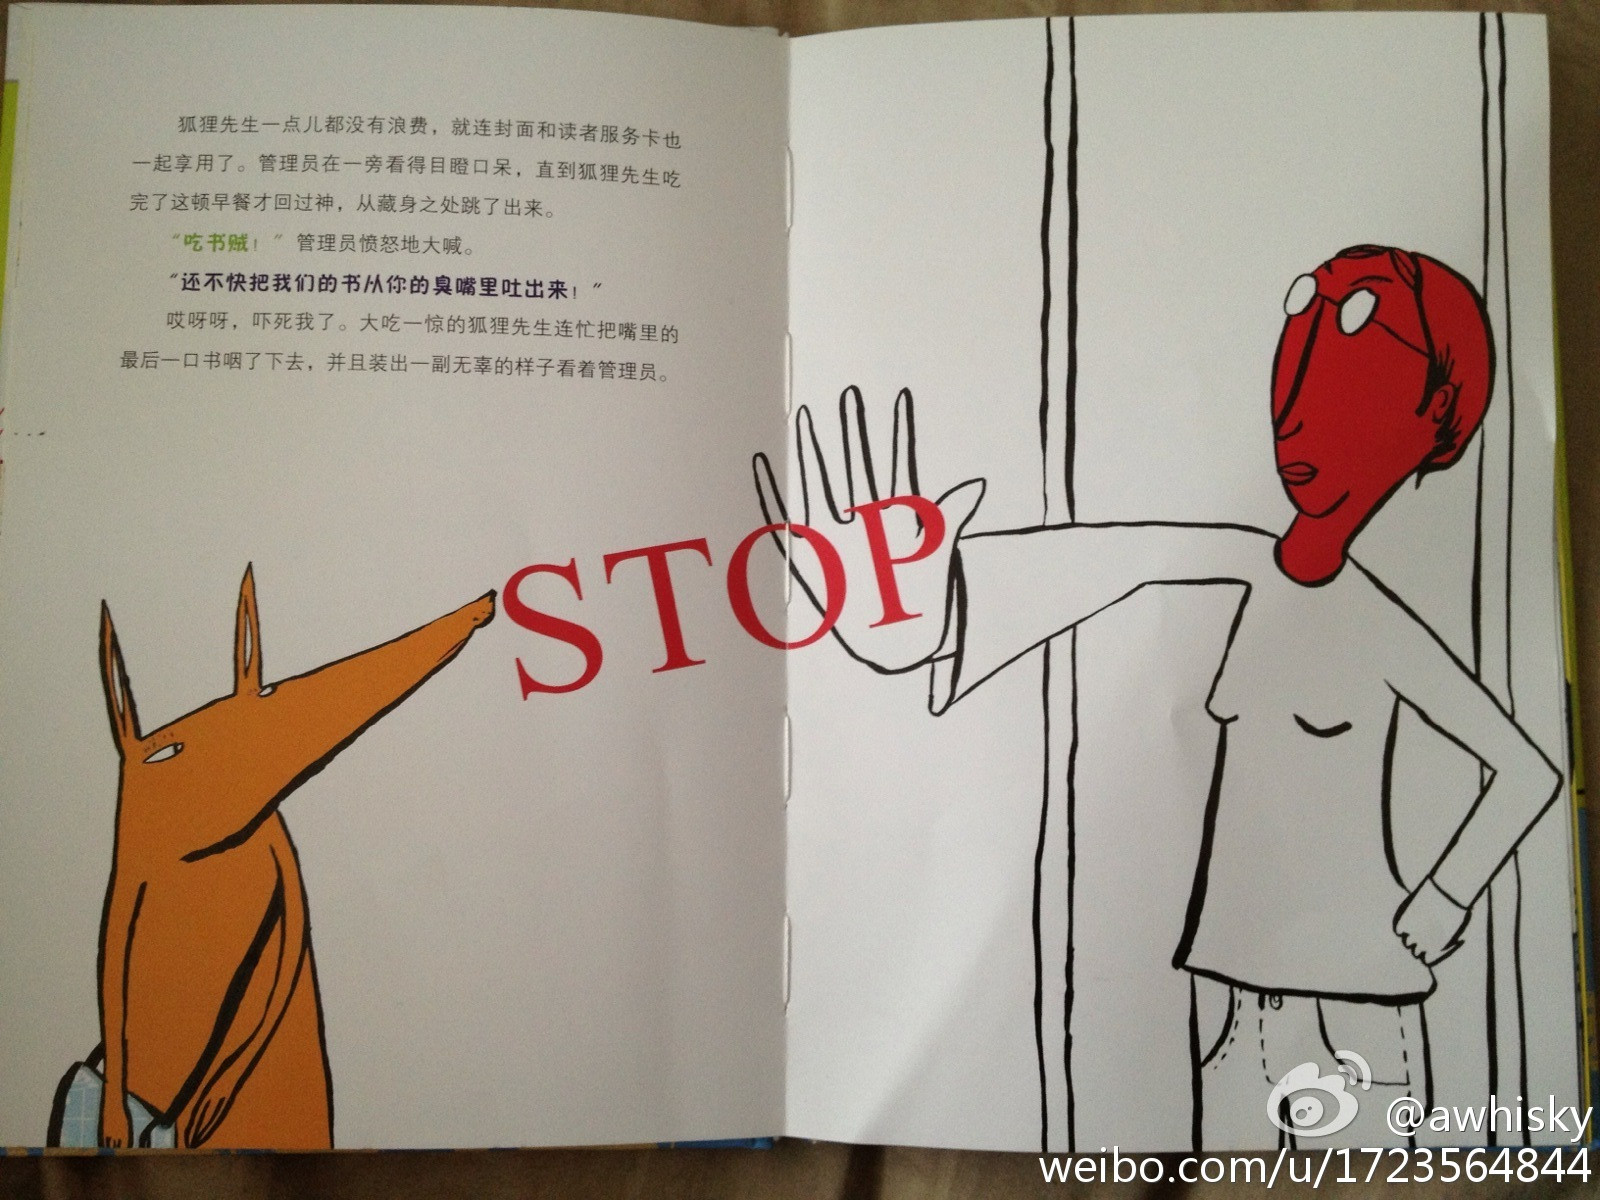 狐狸先生一点儿都没有浪费，就连封面和读者服务卡也
一起享用了。管理员在一旁看得目瞪口呆，直到狐狸先生吃
完了这顿早餐才回过神，从藏身之处跳了出来。
“吃书贼！”管理员愤怒地大喊。
“还不快把我们的书从你的臭嘴里吐出来！”
哎呀呀，吓死我了。大吃一惊的狐狸先生连忙把嘴里的
最后一口书咽了下去，并且装出一副无辜的样子看着管理员。
STOP
@awhisky
weibo.com/u/1723564844